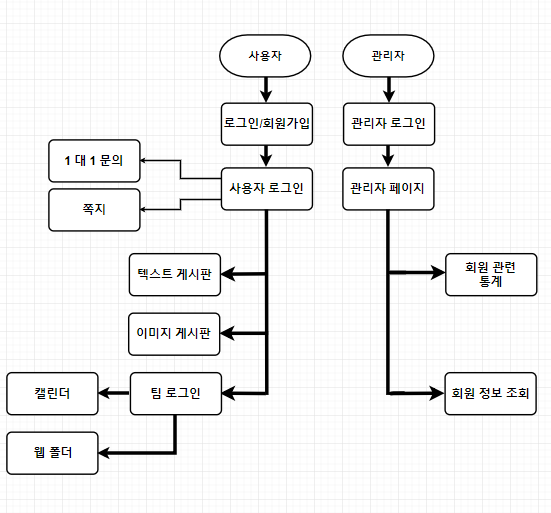 사용자
관리자
로그인/회원가입
관리자 로그인
1 대 1 문의
사용자 로그인
관리자 페이지
쪽지
텍스트 게시판
회원 관련
통계
이미지 게시판
캘린더
팀 로그인
회원 정보 조회
웹 폴더